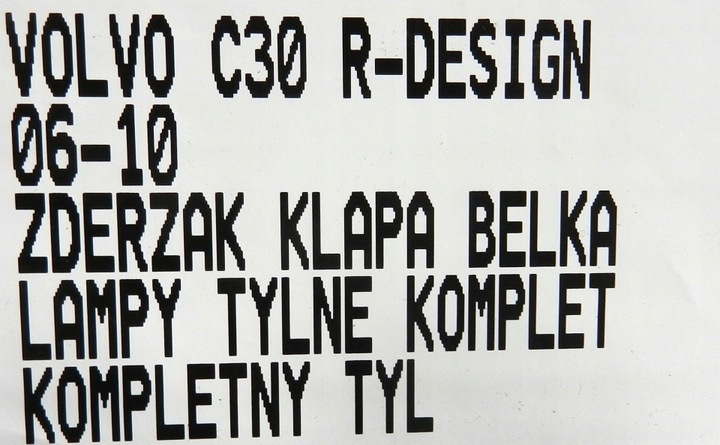 VOLVO C30 R-DESIGN
06-10
ZDERZAK KLAPA BELKA
LAMPY TYLNE KOMPLET
KOMPLETNY TYL